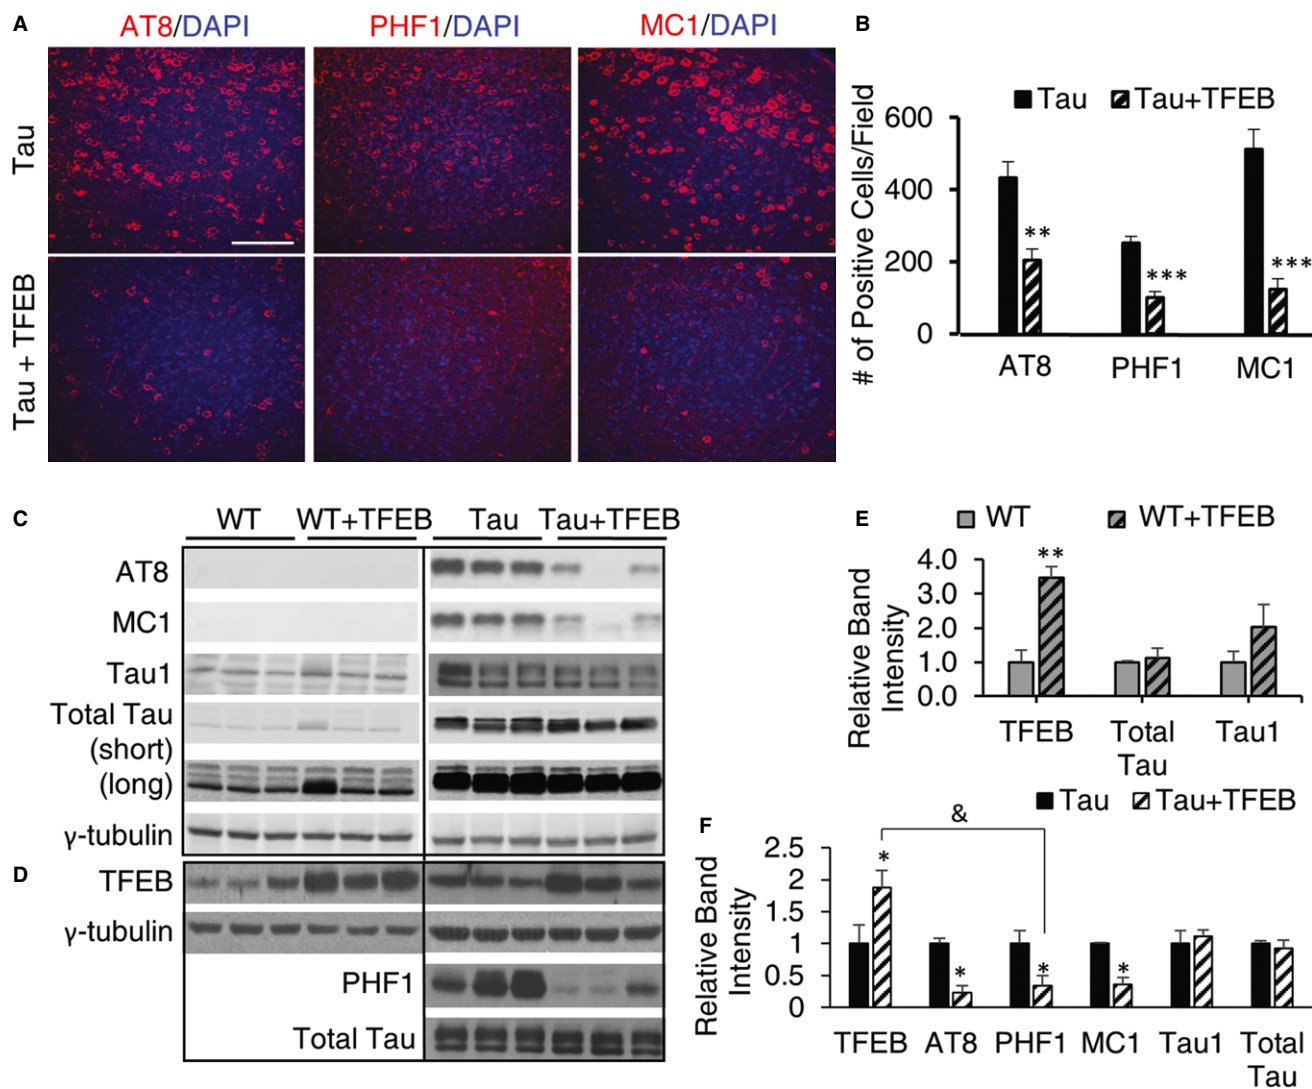 A
AT8/DAPI
PHF1/DAPI
MC1/DAPI
Tau
Tau + TFEB
B
Tau
Tau+TFEB
# of Positive Cells/Field
600
400
200
0
**
***
***
AT8
PHF1
MC1
C
WT
WT+TFEB
Tau
Tau+TFEB
AT8
MC1
Tau1
Total Tau
(short)
(long)
γ-tubulin
D
TFEB
γ-tubulin
PHF1
Total Tau
E
WT
WT+TFEB
Relative Band
Intensity
4.0
3.0
2.0
1.0
0.0
**
TFEB
Total
Tau
Tau1
F
Tau
Tau+TFEB
&
Relative Band
Intensity
2.5
2
1.5
1
0.5
0
*
*
*
*
TFEB
AT8
PHF1
MC1
Tau1
Total
Tau